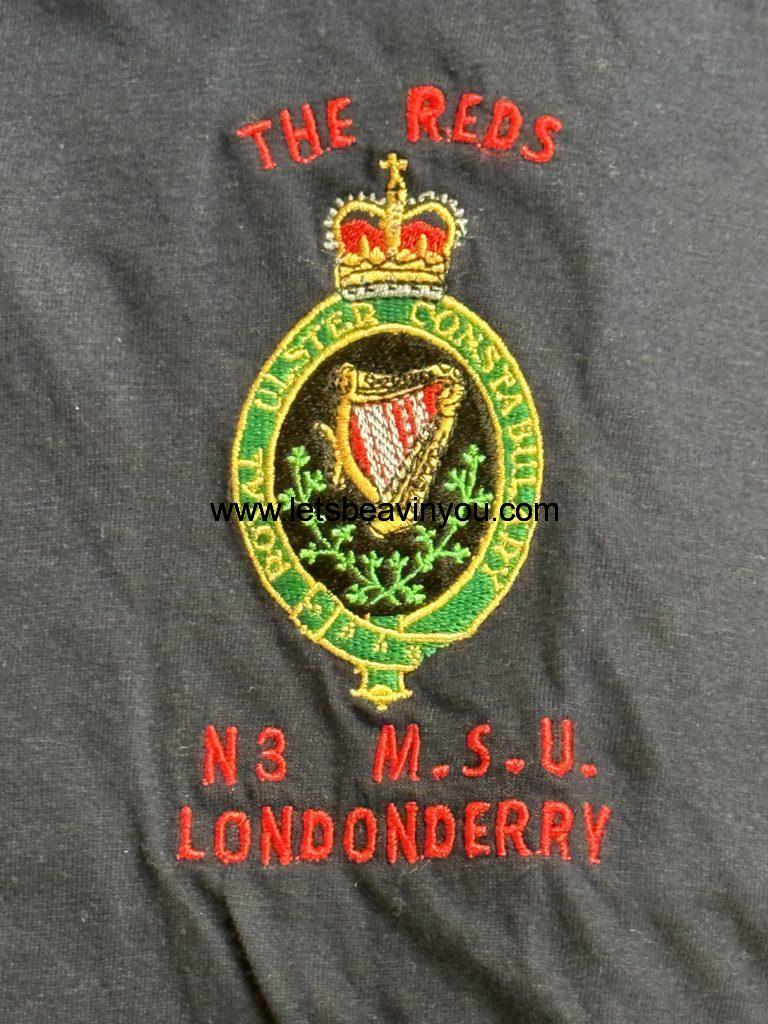 THE REDS
ROYAL ULSTER CONSTABULARY
www.letsbeavinyou.com
N3 M.S.U.
LONDONDERRY